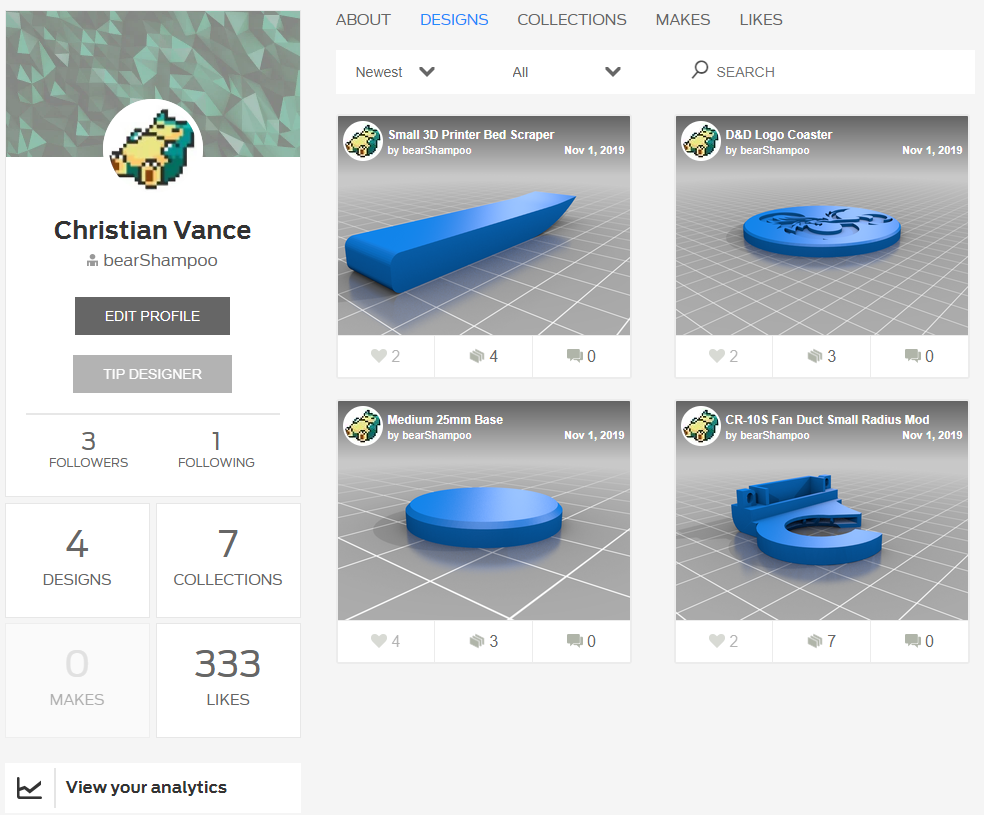 ABOUT DESIGNS COLLECTIONS MAKES LIKES
Newest All SEARCH
Christian Vance
bearShampoo
EDIT PROFILE
TIP DESIGNER
3 1
FOLLOWERS FOLLOWING
4 7
DESIGNS COLLECTIONS
0 333
MAKES LIKES
View your analytics
Small 3D Printer Bed Scraper
by bearShampoo Nov 1, 2019
2 4 0
D&D Logo Coaster
by bearShampoo Nov 1, 2019
2 3 0
Medium 25mm Base
by bearShampoo Nov 1, 2019
4 3 0
CR-10S Fan Duct Small Radius Mod
by bearShampoo Nov 1, 2019
2 7 0